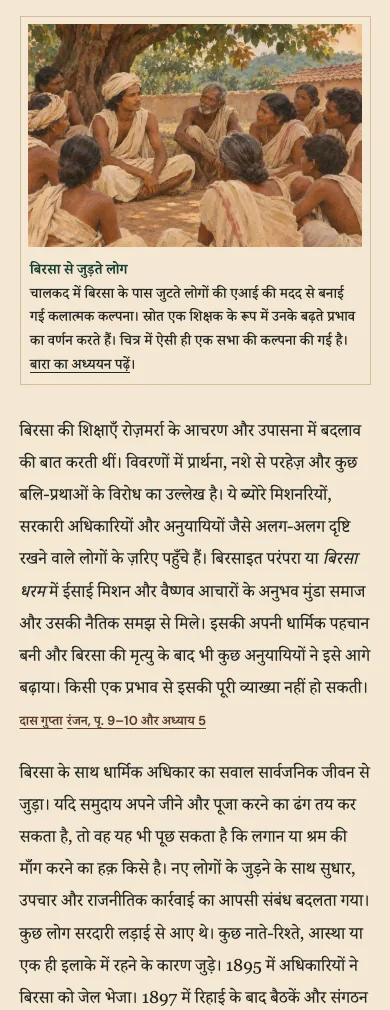 बिरसा से जुड़ते लोग
चालकद में बिरसा के पास जुटते लोगों की एआई की मदद से बनाई
गई कलात्मक कल्पना। स्रोत एक शिक्षक के रूप में उनके बढ़ते प्रभाव
का वर्णन करते हैं। चित्र में ऐसी ही एक सभा की कल्पना की गई है।
बारा का अध्ययन पढ़ें।
बिरसा की शिक्षाएँ रोज़मर्रा के आचरण और उपासना में बदलाव
की बात करती थीं। विवरणों में प्रार्थना, नशे से परहेज़ और कुछ
बलि-प्रथाओं के विरोध का उल्लेख है। ये ब्योरे मिशनरियों,
सरकारी अधिकारियों और अनुयायियों जैसे अलग-अलग दृष्टि
रखने वाले लोगों के ज़रिए पहुँचे हैं। बिरसाइत परंपरा या बिरसा
धरम में ईसाई मिशन और वैष्णव आचारों के अनुभव मुंडा समाज
और उसकी नैतिक समझ से मिले। इसकी अपनी धार्मिक पहचान
बनी और बिरसा की मृत्यु के बाद भी कुछ अनुयायियों ने इसे आगे
बढ़ाया। किसी एक प्रभाव से इसकी पूरी व्याख्या नहीं हो सकती।
दास गुप्ता रंजन, पृ. 9–10 और अध्याय 5
बिरसा के साथ धार्मिक अधिकार का सवाल सार्वजनिक जीवन से
जुड़ा। यदि समुदाय अपने जीने और पूजा करने का ढंग तय कर
सकता है, तो वह यह भी पूछ सकता है कि लगान या श्रम की
माँग करने का हक़ किसे है। नए लोगों के जुड़ने के साथ सुधार,
उपचार और राजनीतिक कार्रवाई का आपसी संबंध बदलता गया।
कुछ लोग सरदारी लड़ाई से आए थे। कुछ नाते-रिश्ते, आस्था या
एक ही इलाके में रहने के कारण जुड़े। 1895 में अधिकारियों ने
बिरसा को जेल भेजा। 1897 में रिहाई के बाद बैठकें और संगठन